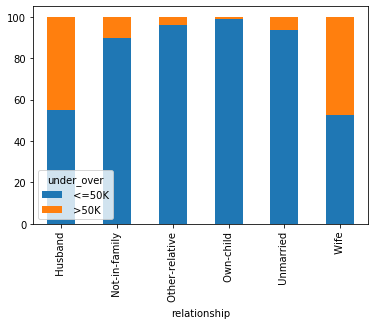 100
80
60
40
20
0
under_over
<=50K
>50K
Husband
Not-in-family
Other-relative
Own-child
Unmarried
Wife
relationship